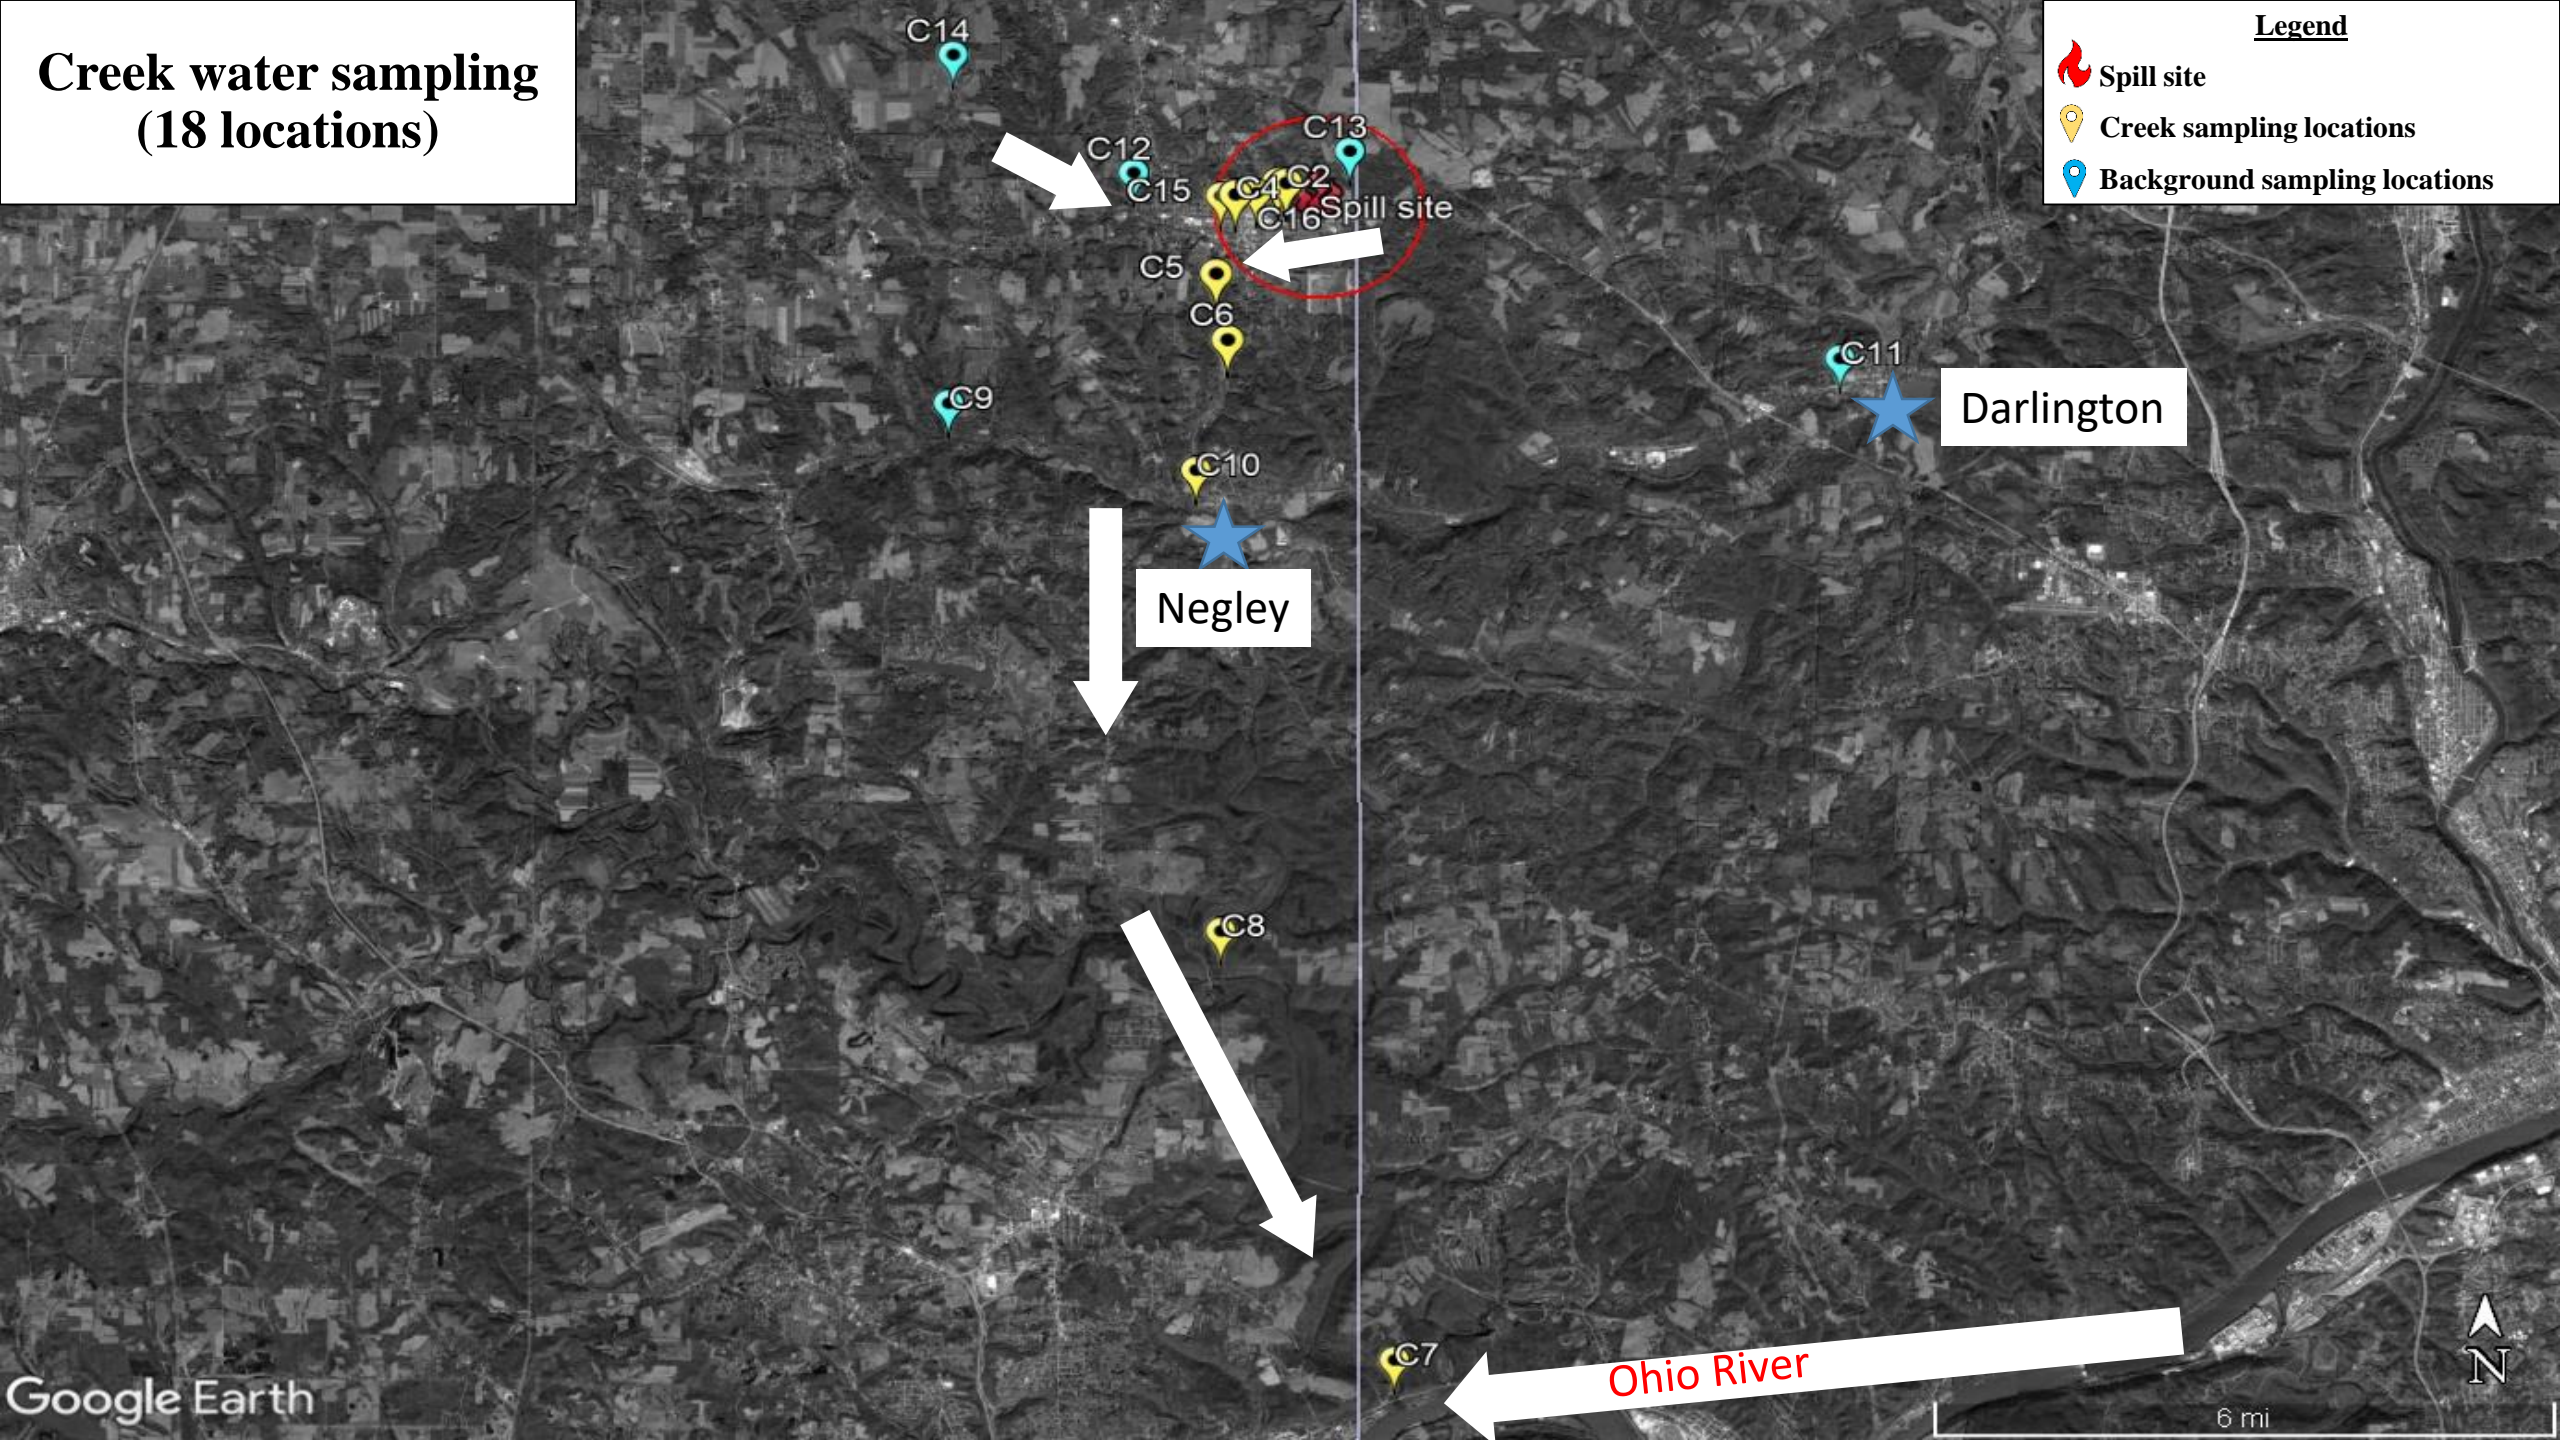 Creek water sampling
(18 locations)
Legend
Spill site
Creek sampling locations
Background sampling locations
C14
C13
C12
C2
C4
C15
Spill site
C16
C5
C6
C11
C9
Darlington
C10
Negley
C8
C7
Ohio River
Google Earth
N
6 mi